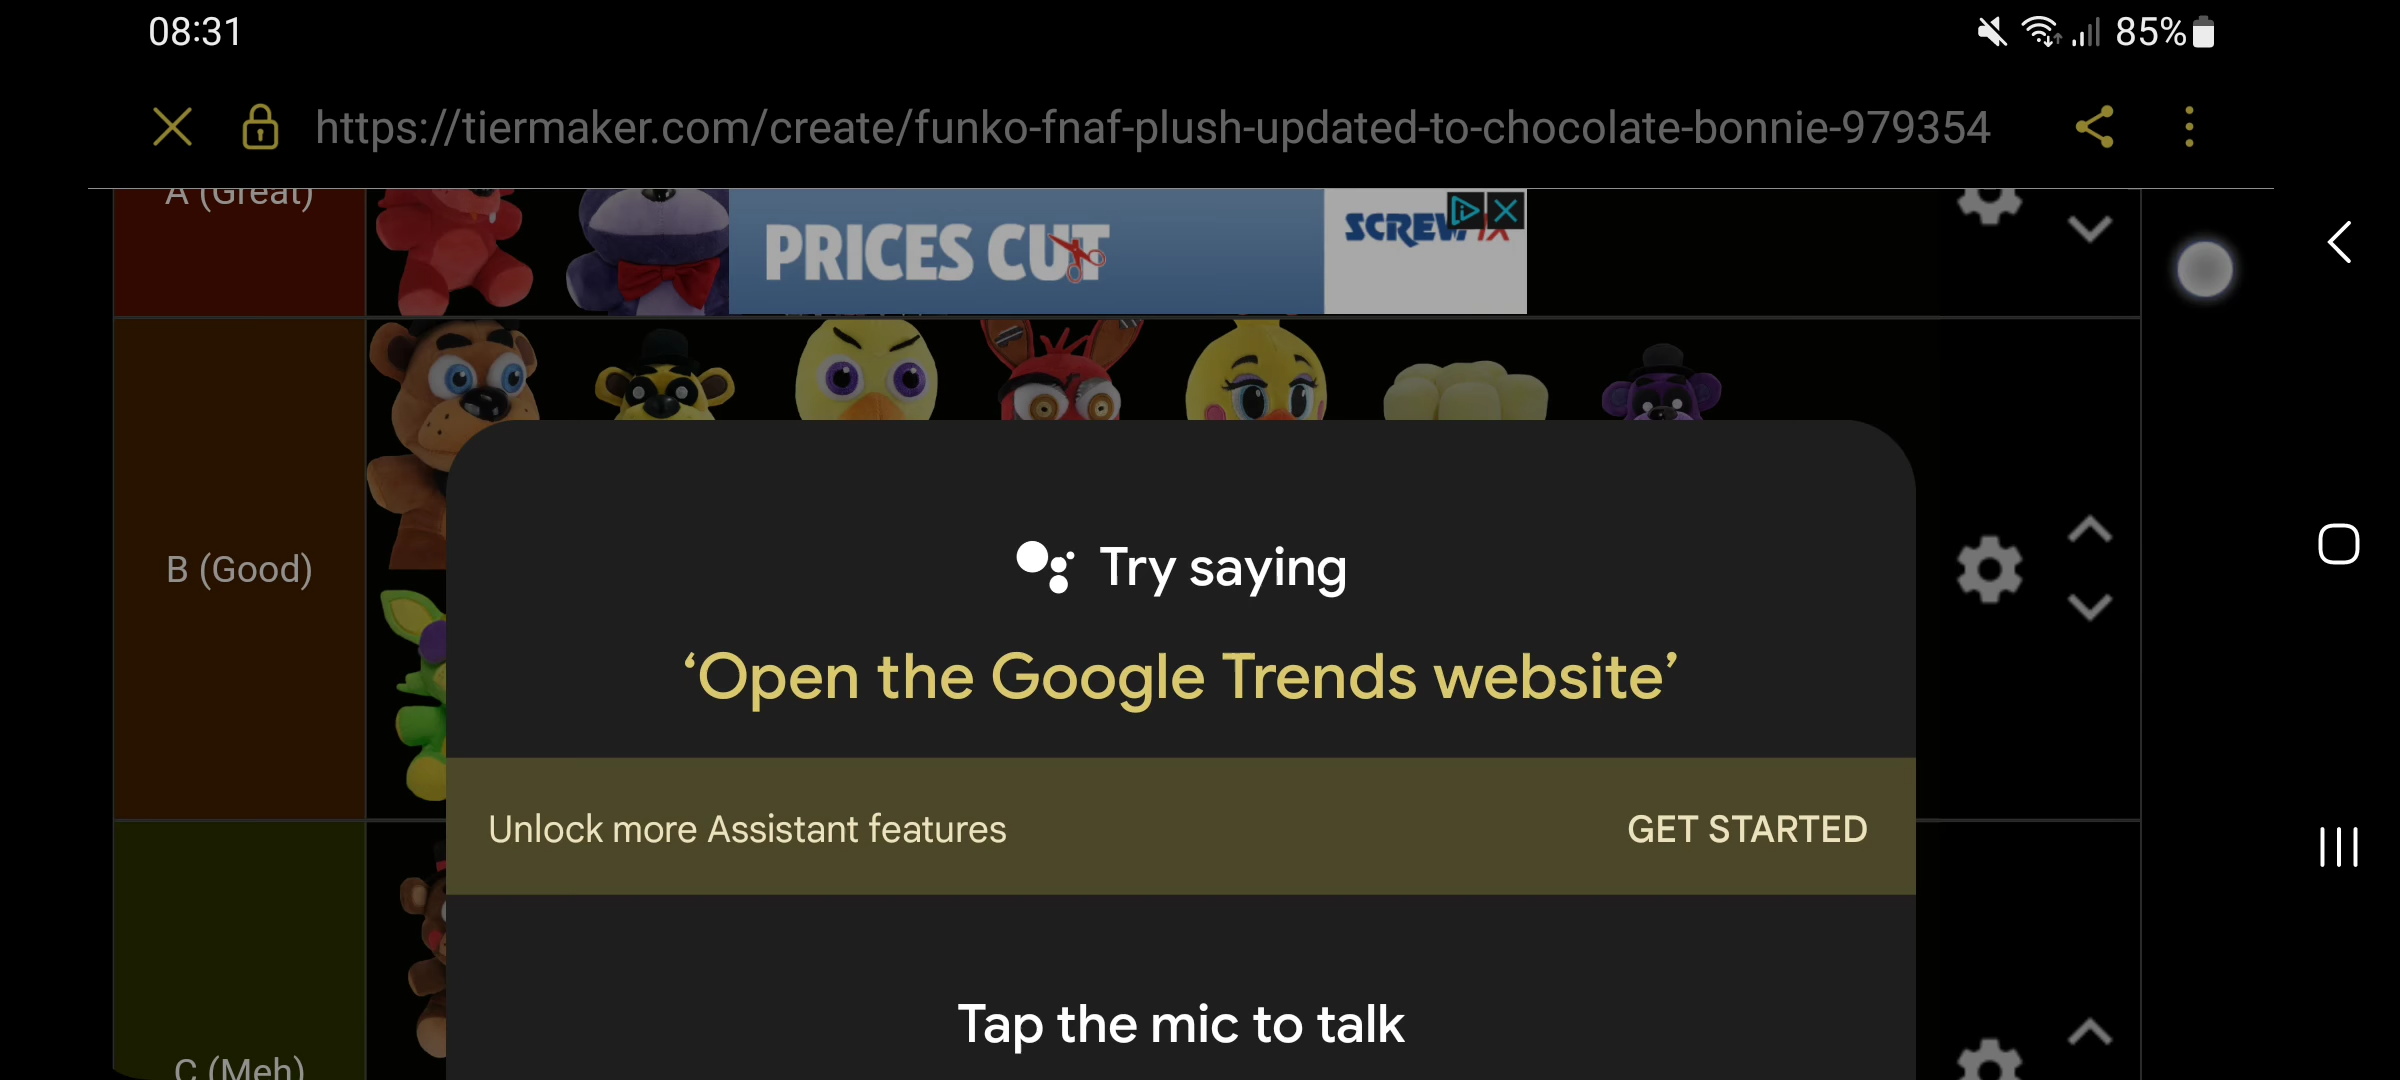 08:31
85%
https://tiermaker.com/create/funko-fnaf-plush-updated-to-chocolate-bonnie-979354
A (Great)
PRICES CUT
B (Good)
Try saying
‘Open the Google Trends website’
Unlock more Assistant features
GET STARTED
C (Meh)
Tap the mic to talk